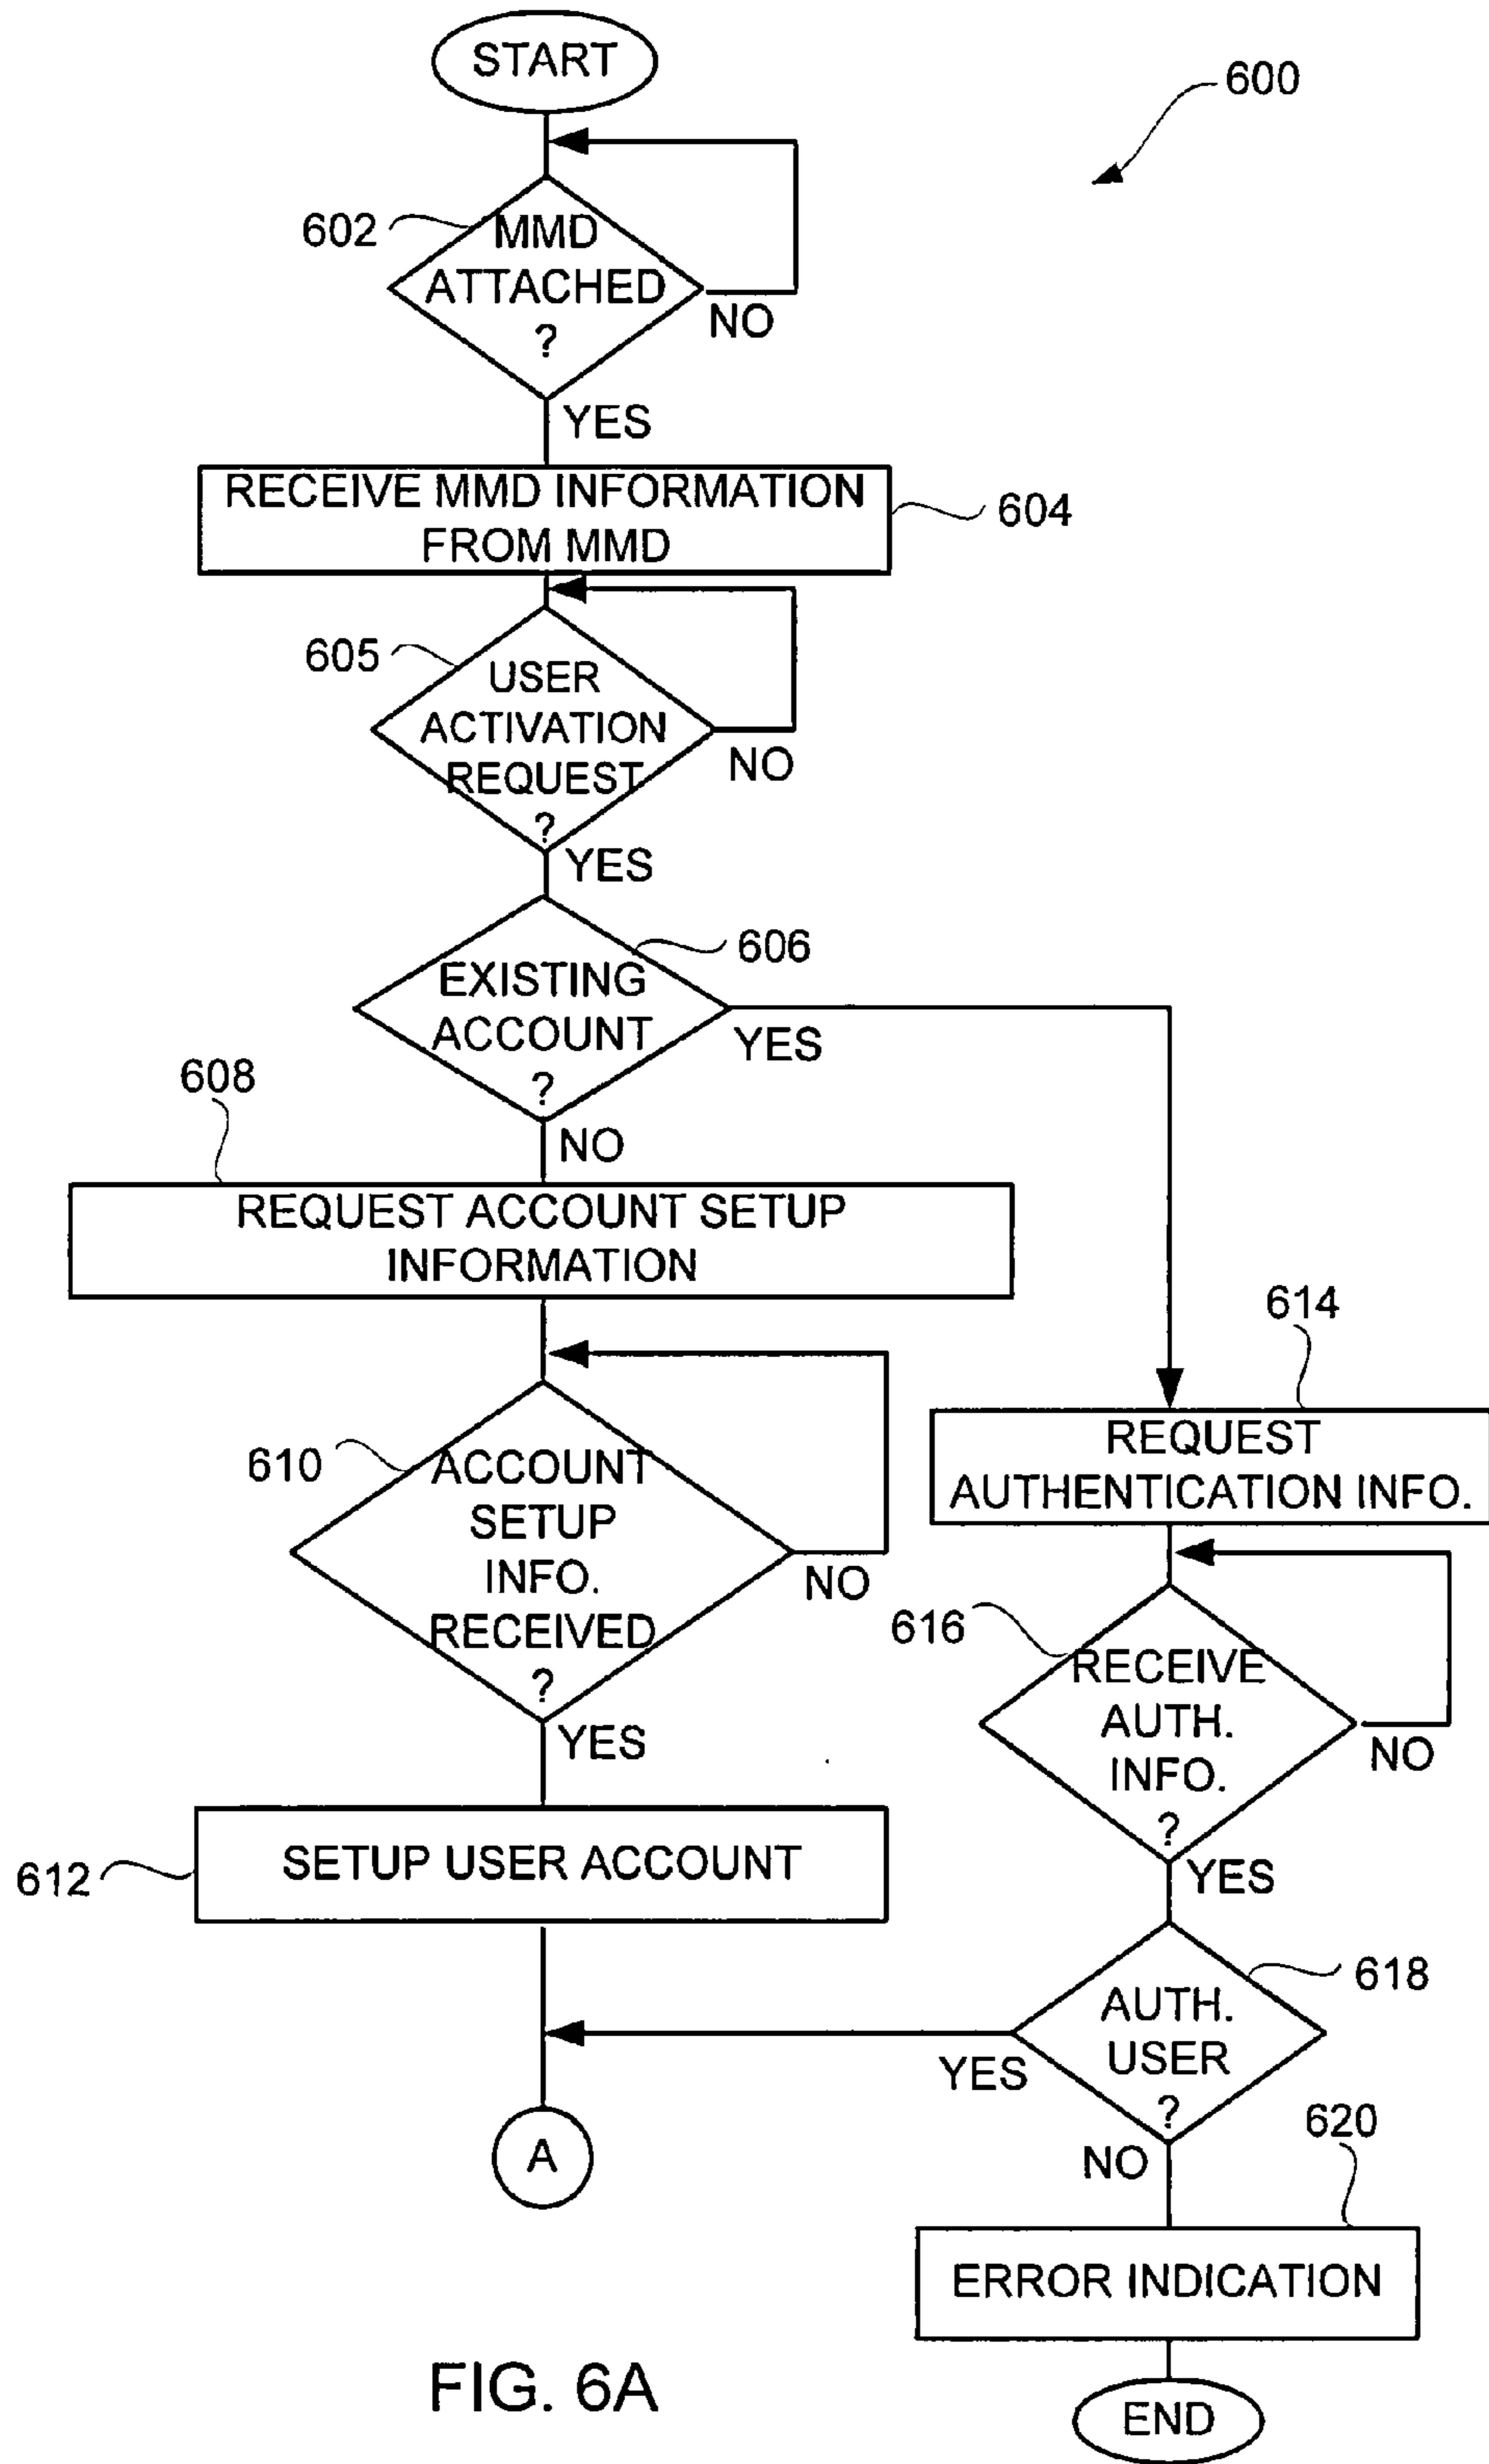 START
600
602
MMD
ATTACHED
?
NO
YES
RECEIVE MMD INFORMATION
FROM MMD
604
605
USER
ACTIVATION
REQUEST
?
NO
YES
606
EXISTING
ACCOUNT
?
YES
NO
608
REQUEST ACCOUNT SETUP
INFORMATION
610
ACCOUNT
SETUP
INFO.
RECEIVED
?
NO
YES
612
SETUP USER ACCOUNT
614
REQUEST
AUTHENTICATION INFO.
616
RECEIVE
AUTH.
INFO.
?
NO
YES
618
AUTH.
USER
?
YES
NO
A
620
ERROR INDICATION
END
FIG. 6A